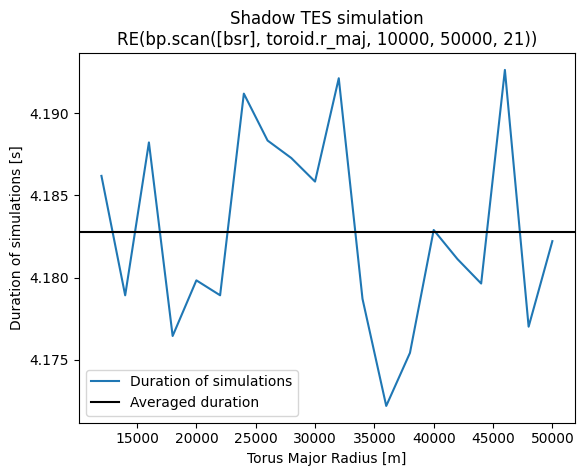 Shadow TES simulation
RE(bp.scan([bsr], toroid.r_maj, 10000, 50000, 21))
Duration of simulations [s]
4.190
4.185
4.180
4.175
Duration of simulations
Averaged duration
15000 20000 25000 30000 35000 40000 45000 50000
Torus Major Radius [m]